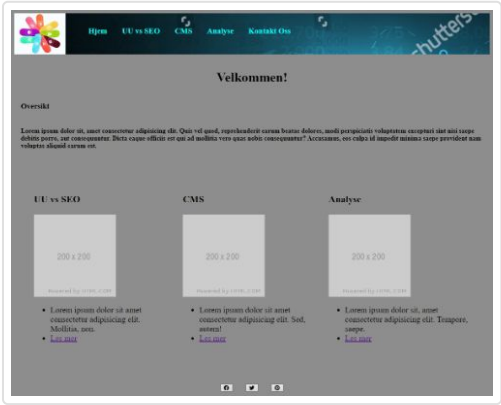 Hjem UU vs SEO CMS Analyse Kontakt Oss
shutters
Velkommen!
Oversikt
Lorem ipsum dolor sit, amet consectetur adipisicing elit. Quis vel quod, reprehenderit earum beatae dolores, modi perspiciatis voluptatem excepturi sint nisi saepe
debitis porro, aut consequuntur. Dicta eaque officiis est qui ad mollitia vero quas nobis consequuntur? Accusamus, eos culpa id impedit minima saepe provident nam
voluptas aliquid earum est.
UU vs SEO
200 x 200
Lorem ipsum dolor sit amet
consectetur adipisicing elit.
Mollitia, non.
Les mer
CMS
200 x 200
Lorem ipsum dolor sit amet
consectetur adipisicing elit. Sed,
autem!
Les mer
Analyse
200 x 200
Lorem ipsum dolor sit, amet
consectetur adipisicing elit. Tempore,
saepe.
Les mer